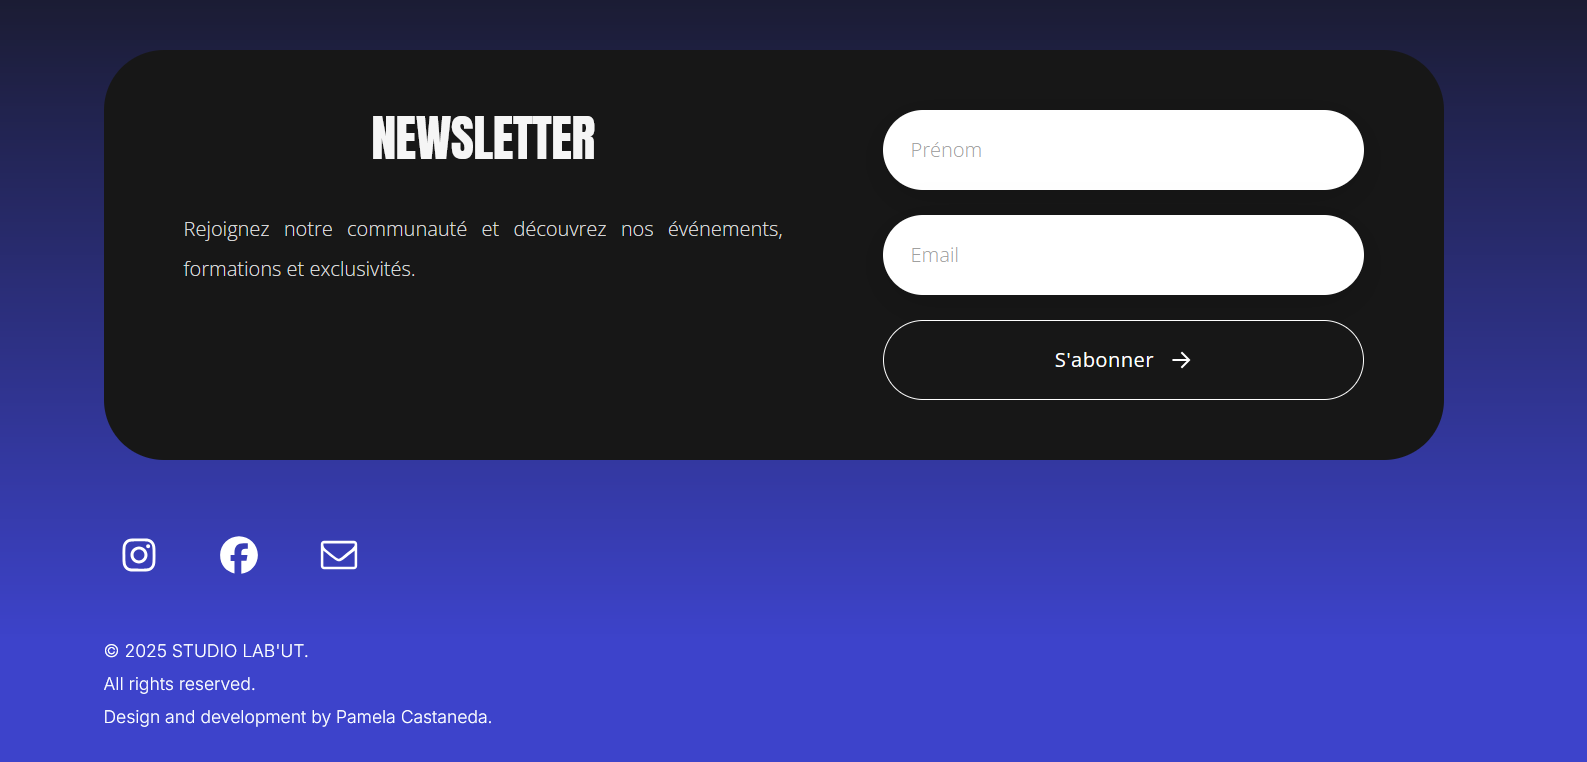 NEWSLETTER
Rejoignez notre communauté et découvrez nos événements,
formations et exclusivités.
Prénom
Email
S'abonner
© 2025 STUDIO LAB'UT.
All rights reserved.
Design and development by Pamela Castaneda.